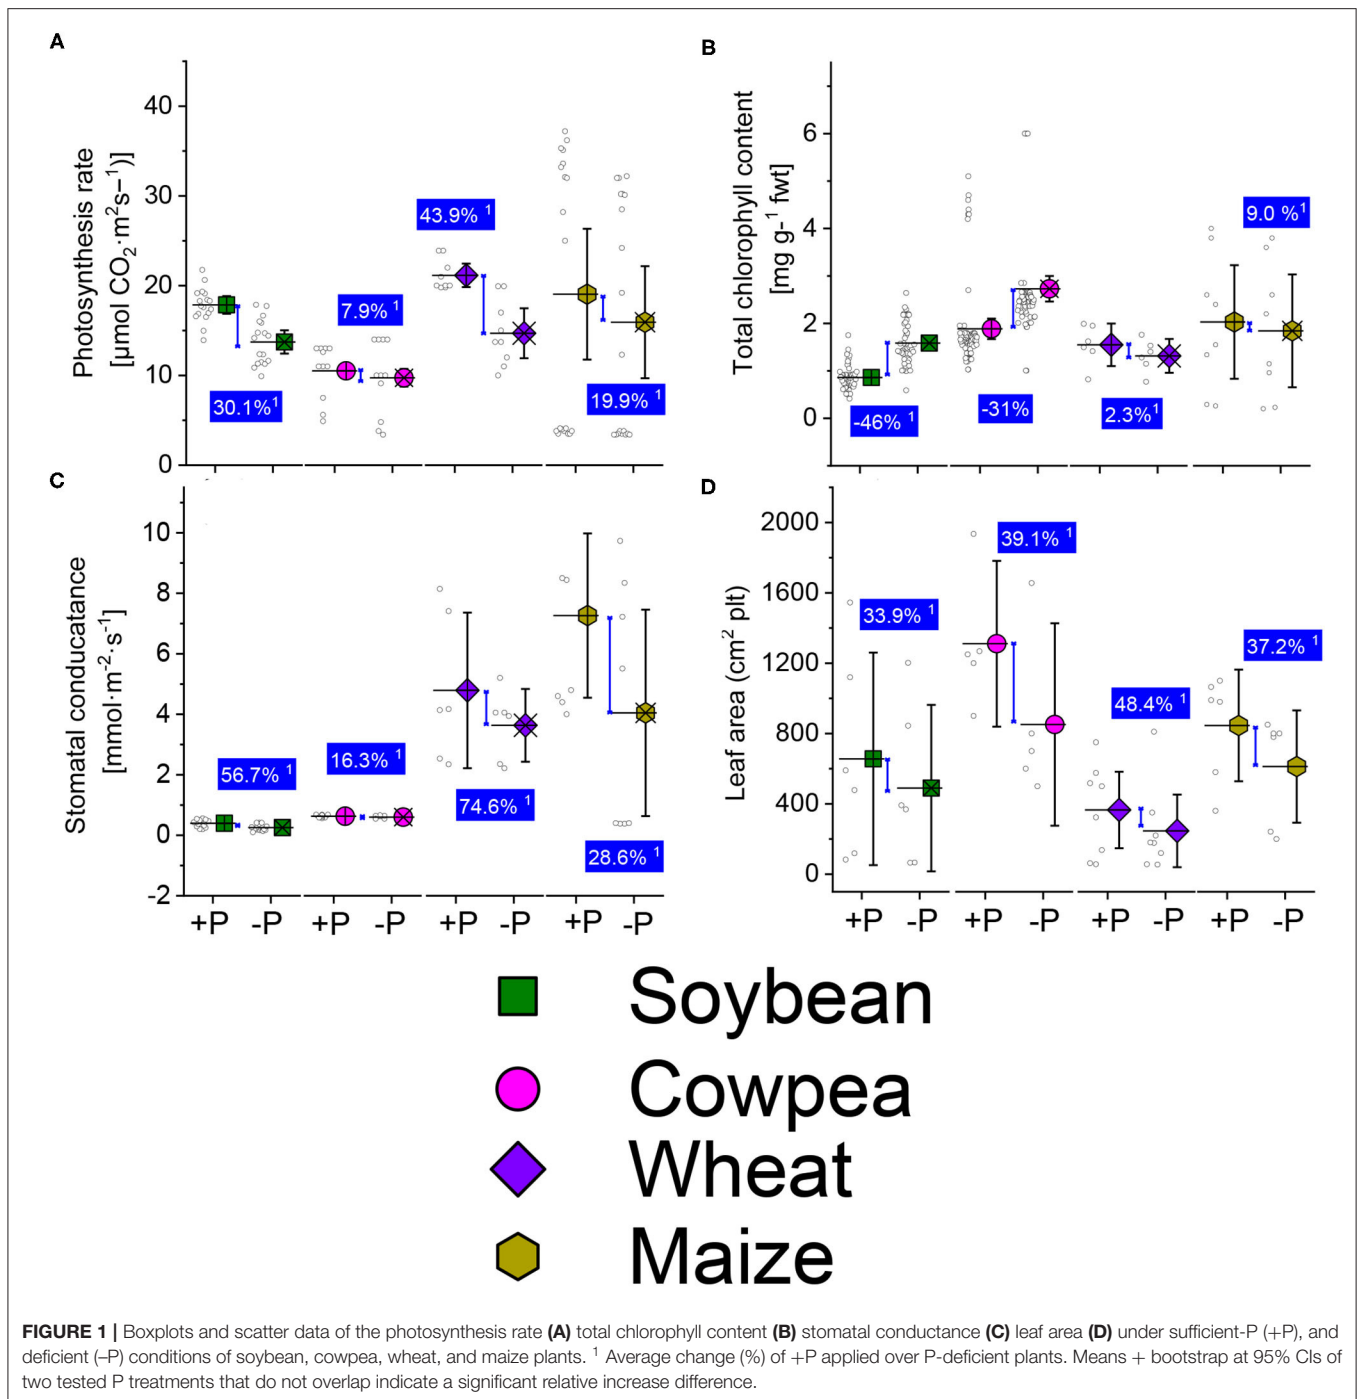 A
Photosynthesis rate
[µmol CO₂·m²s–¹)]
40
30
20
10
0
30.1%¹
7.9% ¹
43.9% ¹
19.9% ¹
B
Total chlorophyll content
[mg g-¹ fwt]
6
4
2
0
-46% ¹
-31%
2.3%¹
9.0 %¹
C
Stomatal conducatance
[mmol·m⁻²·s⁻¹]
10
8
6
4
2
0
-2
56.7% ¹
16.3% ¹
74.6% ¹
28.6% ¹
+P -P +P -P +P -P +P -P
D
Leaf area (cm² plt)
2000
1600
1200
800
400
0
33.9% ¹
39.1% ¹
48.4% ¹
37.2% ¹
+P -P +P -P +P -P +P -P
Soybean
Cowpea
Wheat
Maize
FIGURE 1 | Boxplots and scatter data of the photosynthesis rate (A) total chlorophyll content (B) stomatal conductance (C) leaf area (D) under sufficient-P (+P), and
deficient (–P) conditions of soybean, cowpea, wheat, and maize plants. ¹ Average change (%) of +P applied over P-deficient plants. Means + bootstrap at 95% CIs of
two tested P treatments that do not overlap indicate a significant relative increase difference.